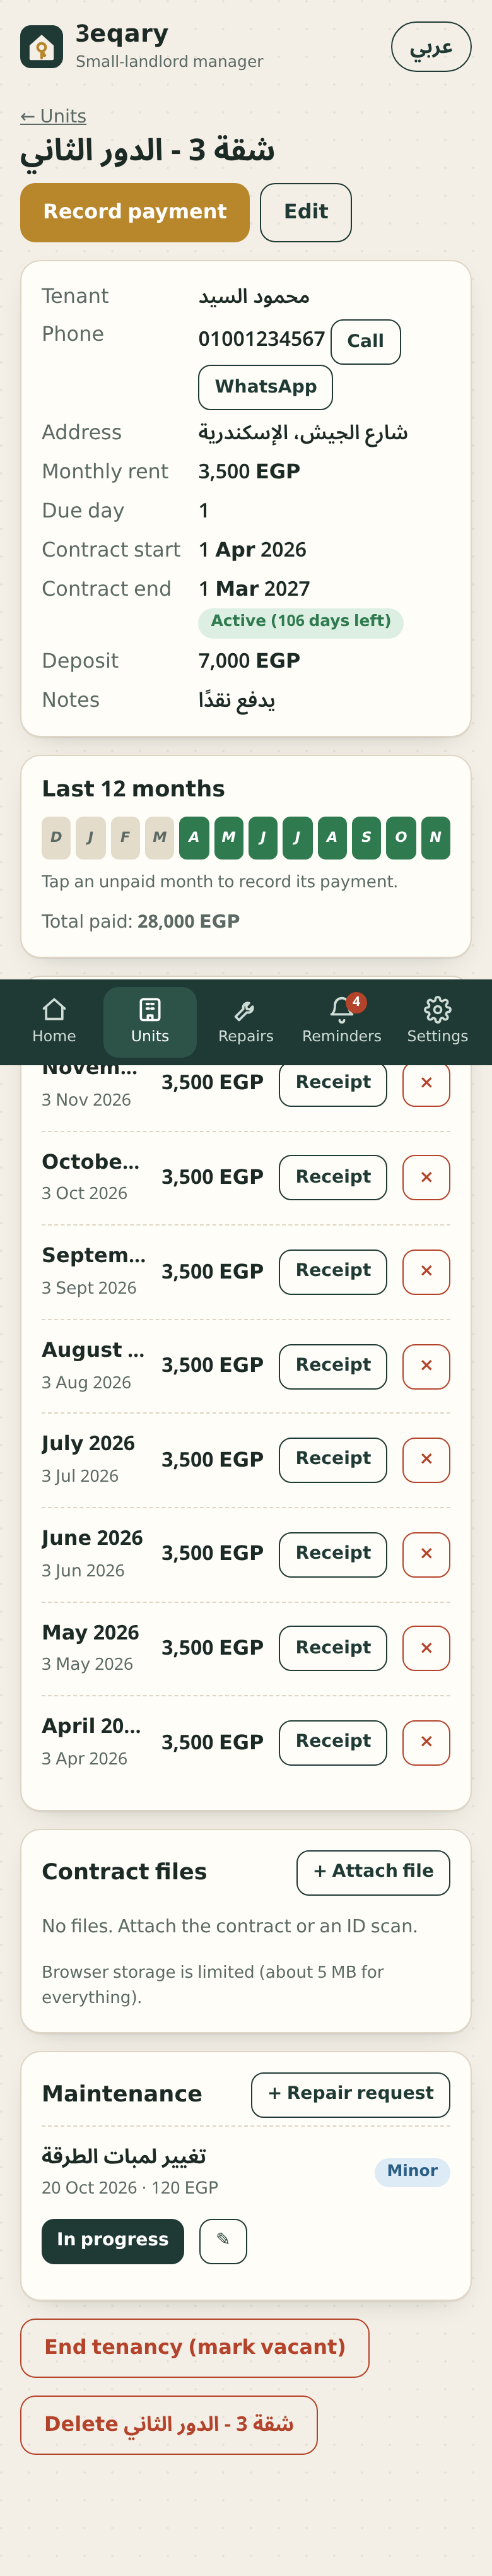 3eqary
Small-landlord manager
عربي
← Units
شقة 3 - الدور الثاني
Record payment
Edit
Tenant محمود السيد
Phone 01001234567 Call
WhatsApp
Address شارع الجيش، الإسكندرية
Monthly rent 3,500 EGP
Due day 1
Contract start 1 Apr 2026
Contract end 1 Mar 2027
Active (106 days left)
Deposit 7,000 EGP
Notes يدفع نقدًا
Last 12 months
D J F M A M J J A S O N
Tap an unpaid month to record its payment.
Total paid: 28,000 EGP
Home Units Repairs 4 Reminders Settings
Novem... 3,500 EGP Receipt ×
3 Nov 2026
Octobe... 3,500 EGP Receipt ×
3 Oct 2026
Septem... 3,500 EGP Receipt ×
3 Sept 2026
August ... 3,500 EGP Receipt ×
3 Aug 2026
July 2026 3,500 EGP Receipt ×
3 Jul 2026
June 2026 3,500 EGP Receipt ×
3 Jun 2026
May 2026 3,500 EGP Receipt ×
3 May 2026
April 20... 3,500 EGP Receipt ×
3 Apr 2026
Contract files + Attach file
No files. Attach the contract or an ID scan.
Browser storage is limited (about 5 MB for
everything).
Maintenance + Repair request
تغيير لمبات الطرقة
20 Oct 2026 · 120 EGP
Minor
In progress ✎
End tenancy (mark vacant)
Delete شقة 3 - الدور الثاني